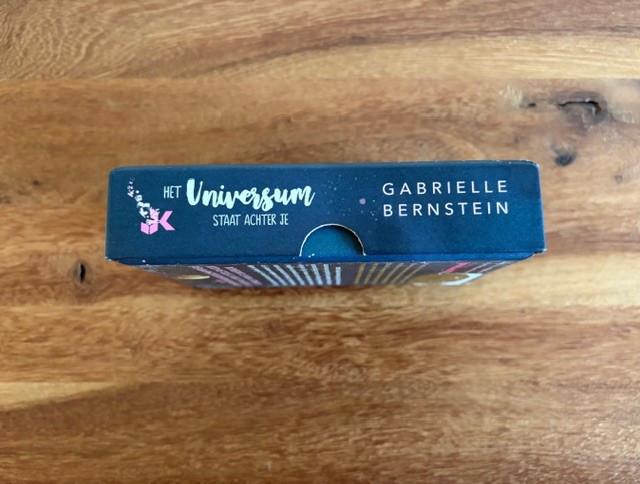 HET Universum
STAAT ACHTER JE
GABRIELLE
BERNSTEIN